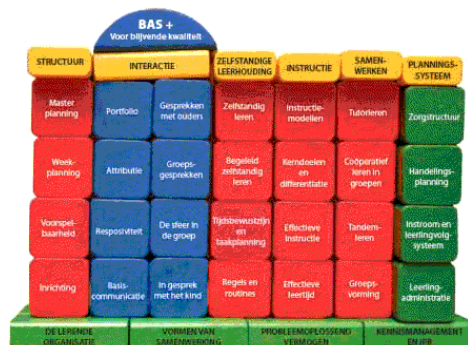 BAS +
Voor blijvende kwaliteit
STRUCTUUR
INTERACTIE
ZELFSTANDIGE
LEERHOUDING
INSTRUCTIE
SAMEN-
WERKEN
PLANNINGS-
SYSTEEM
Master
planning
Portfolio
Gesprekken
met ouders
Zelfstandig
leren
Instructie-
modellen
Tutorleren
Zorgstructuur
Week-
planning
Attributie
Groeps-
gesprekken
Begeleid
zelfstandig
leren
Kerndoelen
en
differentiatie
Coöperatief
leren in
groepen
Handelings-
planning
Voorspel-
baarheid
Resposiviteit
De sfeer in
de groep
Tijdsbewustzijn
en
taakplanning
Effectieve
instructie
Tandem-
leren
Instroom en
leerlingvolg-
systeem
Inrichting
Basis-
communicatie
In gesprek
met het kind
Regels en
routines
Effectieve
leertijd
Groeps-
vorming
Leerling-
administratie
DE LERENDE
ORGANISATIE
VORMEN VAN
SAMENWERKING
PROBLEEMOPLOSSEND
VERMOGEN
KENNISMANAGEMENT
EN IPB